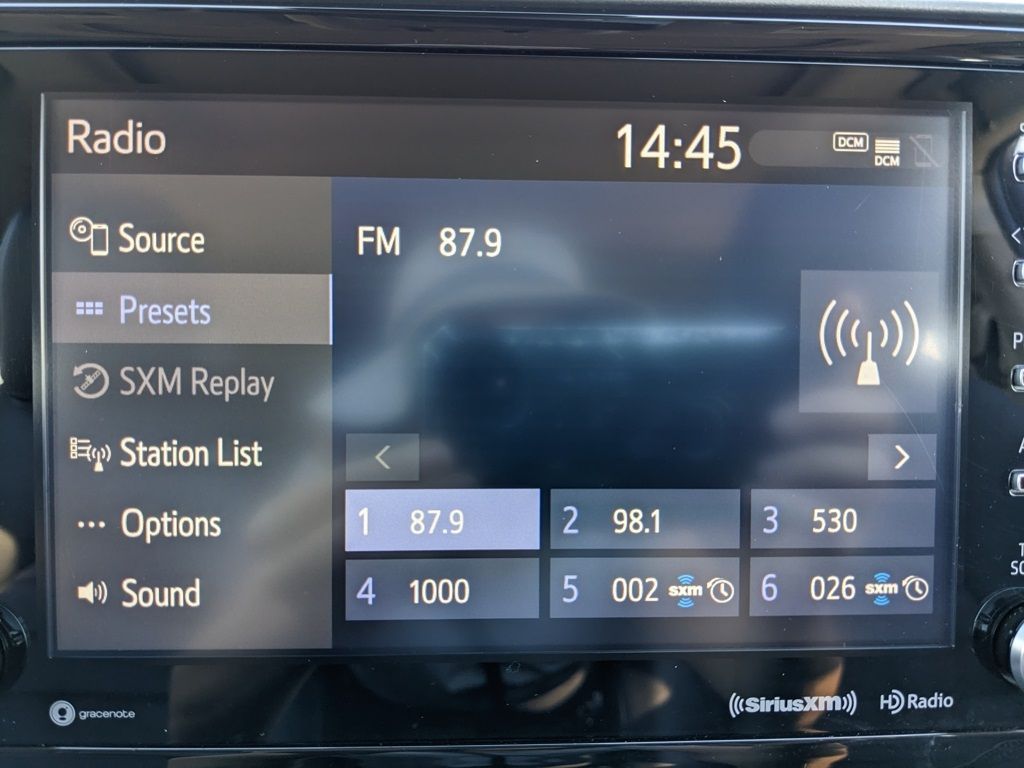 Radio
14:45
DCM
DCM
Source
Presets
SXM Replay
Station List
Options
Sound
FM 87.9
1 87.9
2 98.1
3 530
4 1000
5 002 sxm
6 026 sxm
gracenote
SiriusXM
HD Radio